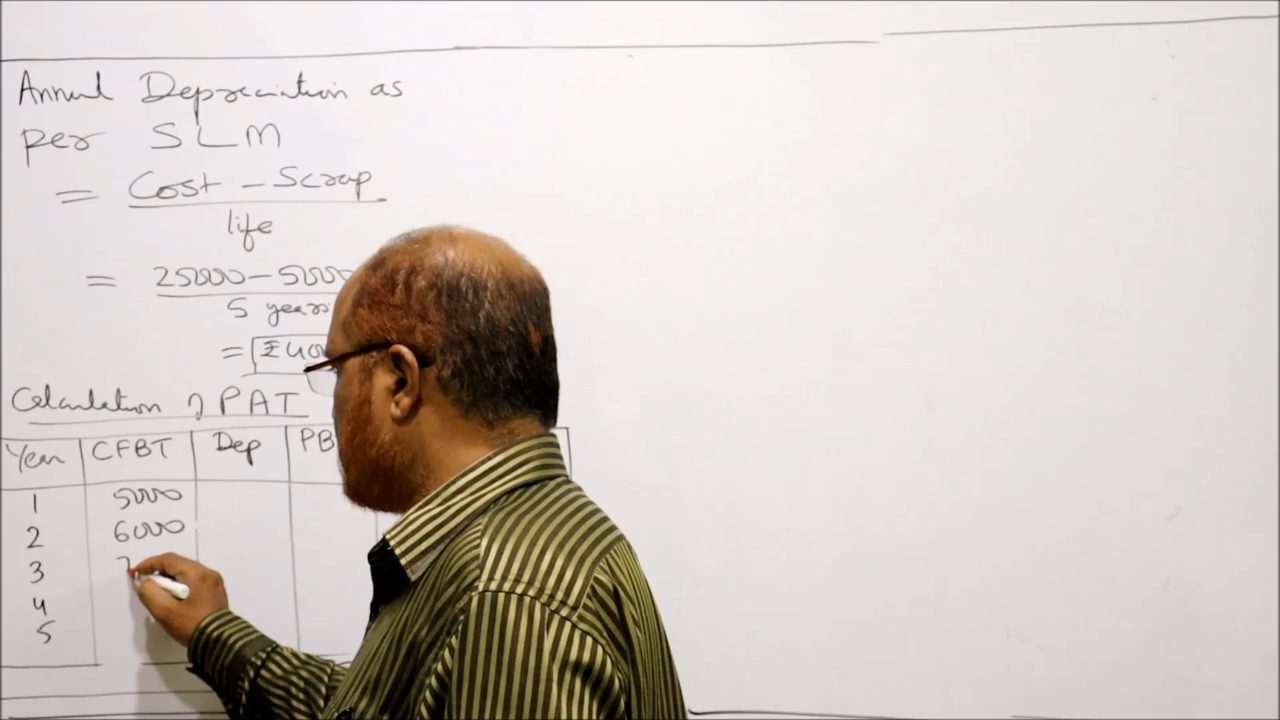 Annual Depreciation as
per SLM
= Cost - Scrap
life
= 25000 - 5000
5 years
= ₹ 400
Calculation of PAT
Year CFBT Dep PB
1 5000
2 6000
3
4
5